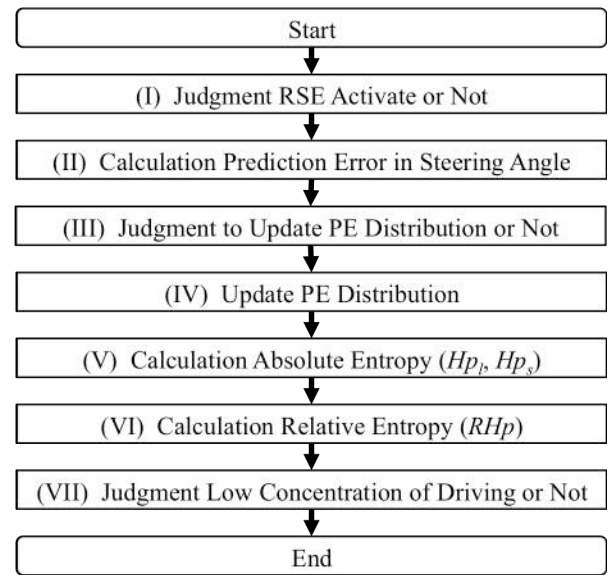 Start
(I) Judgment RSE Activate or Not
(II) Calculation Prediction Error in Steering Angle
(III) Judgment to Update PE Distribution or Not
(IV) Update PE Distribution
(V) Calculation Absolute Entropy (Hpl, Hps)
(VI) Calculation Relative Entropy (RHp)
(VII) Judgment Low Concentration of Driving or Not
End